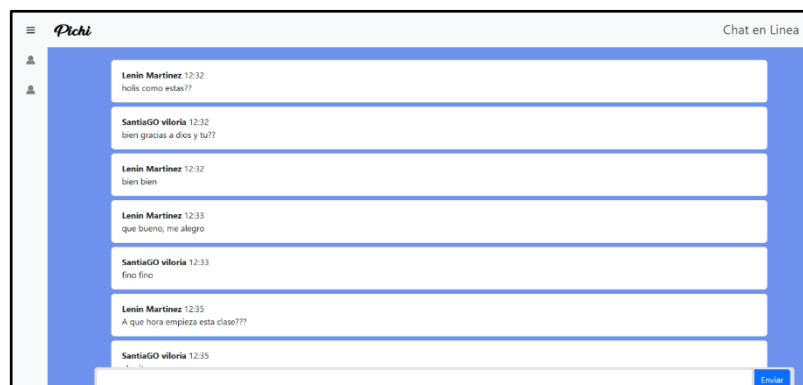 Pichi
Chat en Linea
Lenin Martinez 12:32
holis como estas??
SantiaGO viloria 12:32
bien gracias a dios y tu??
Lenin Martinez 12:32
bien bien
Lenin Martinez 12:33
que bueno, me alegro
SantiaGO viloria 12:33
fino fino
Lenin Martinez 12:35
A que hora empieza esta clase???
SantiaGO viloria 12:35
Enviar